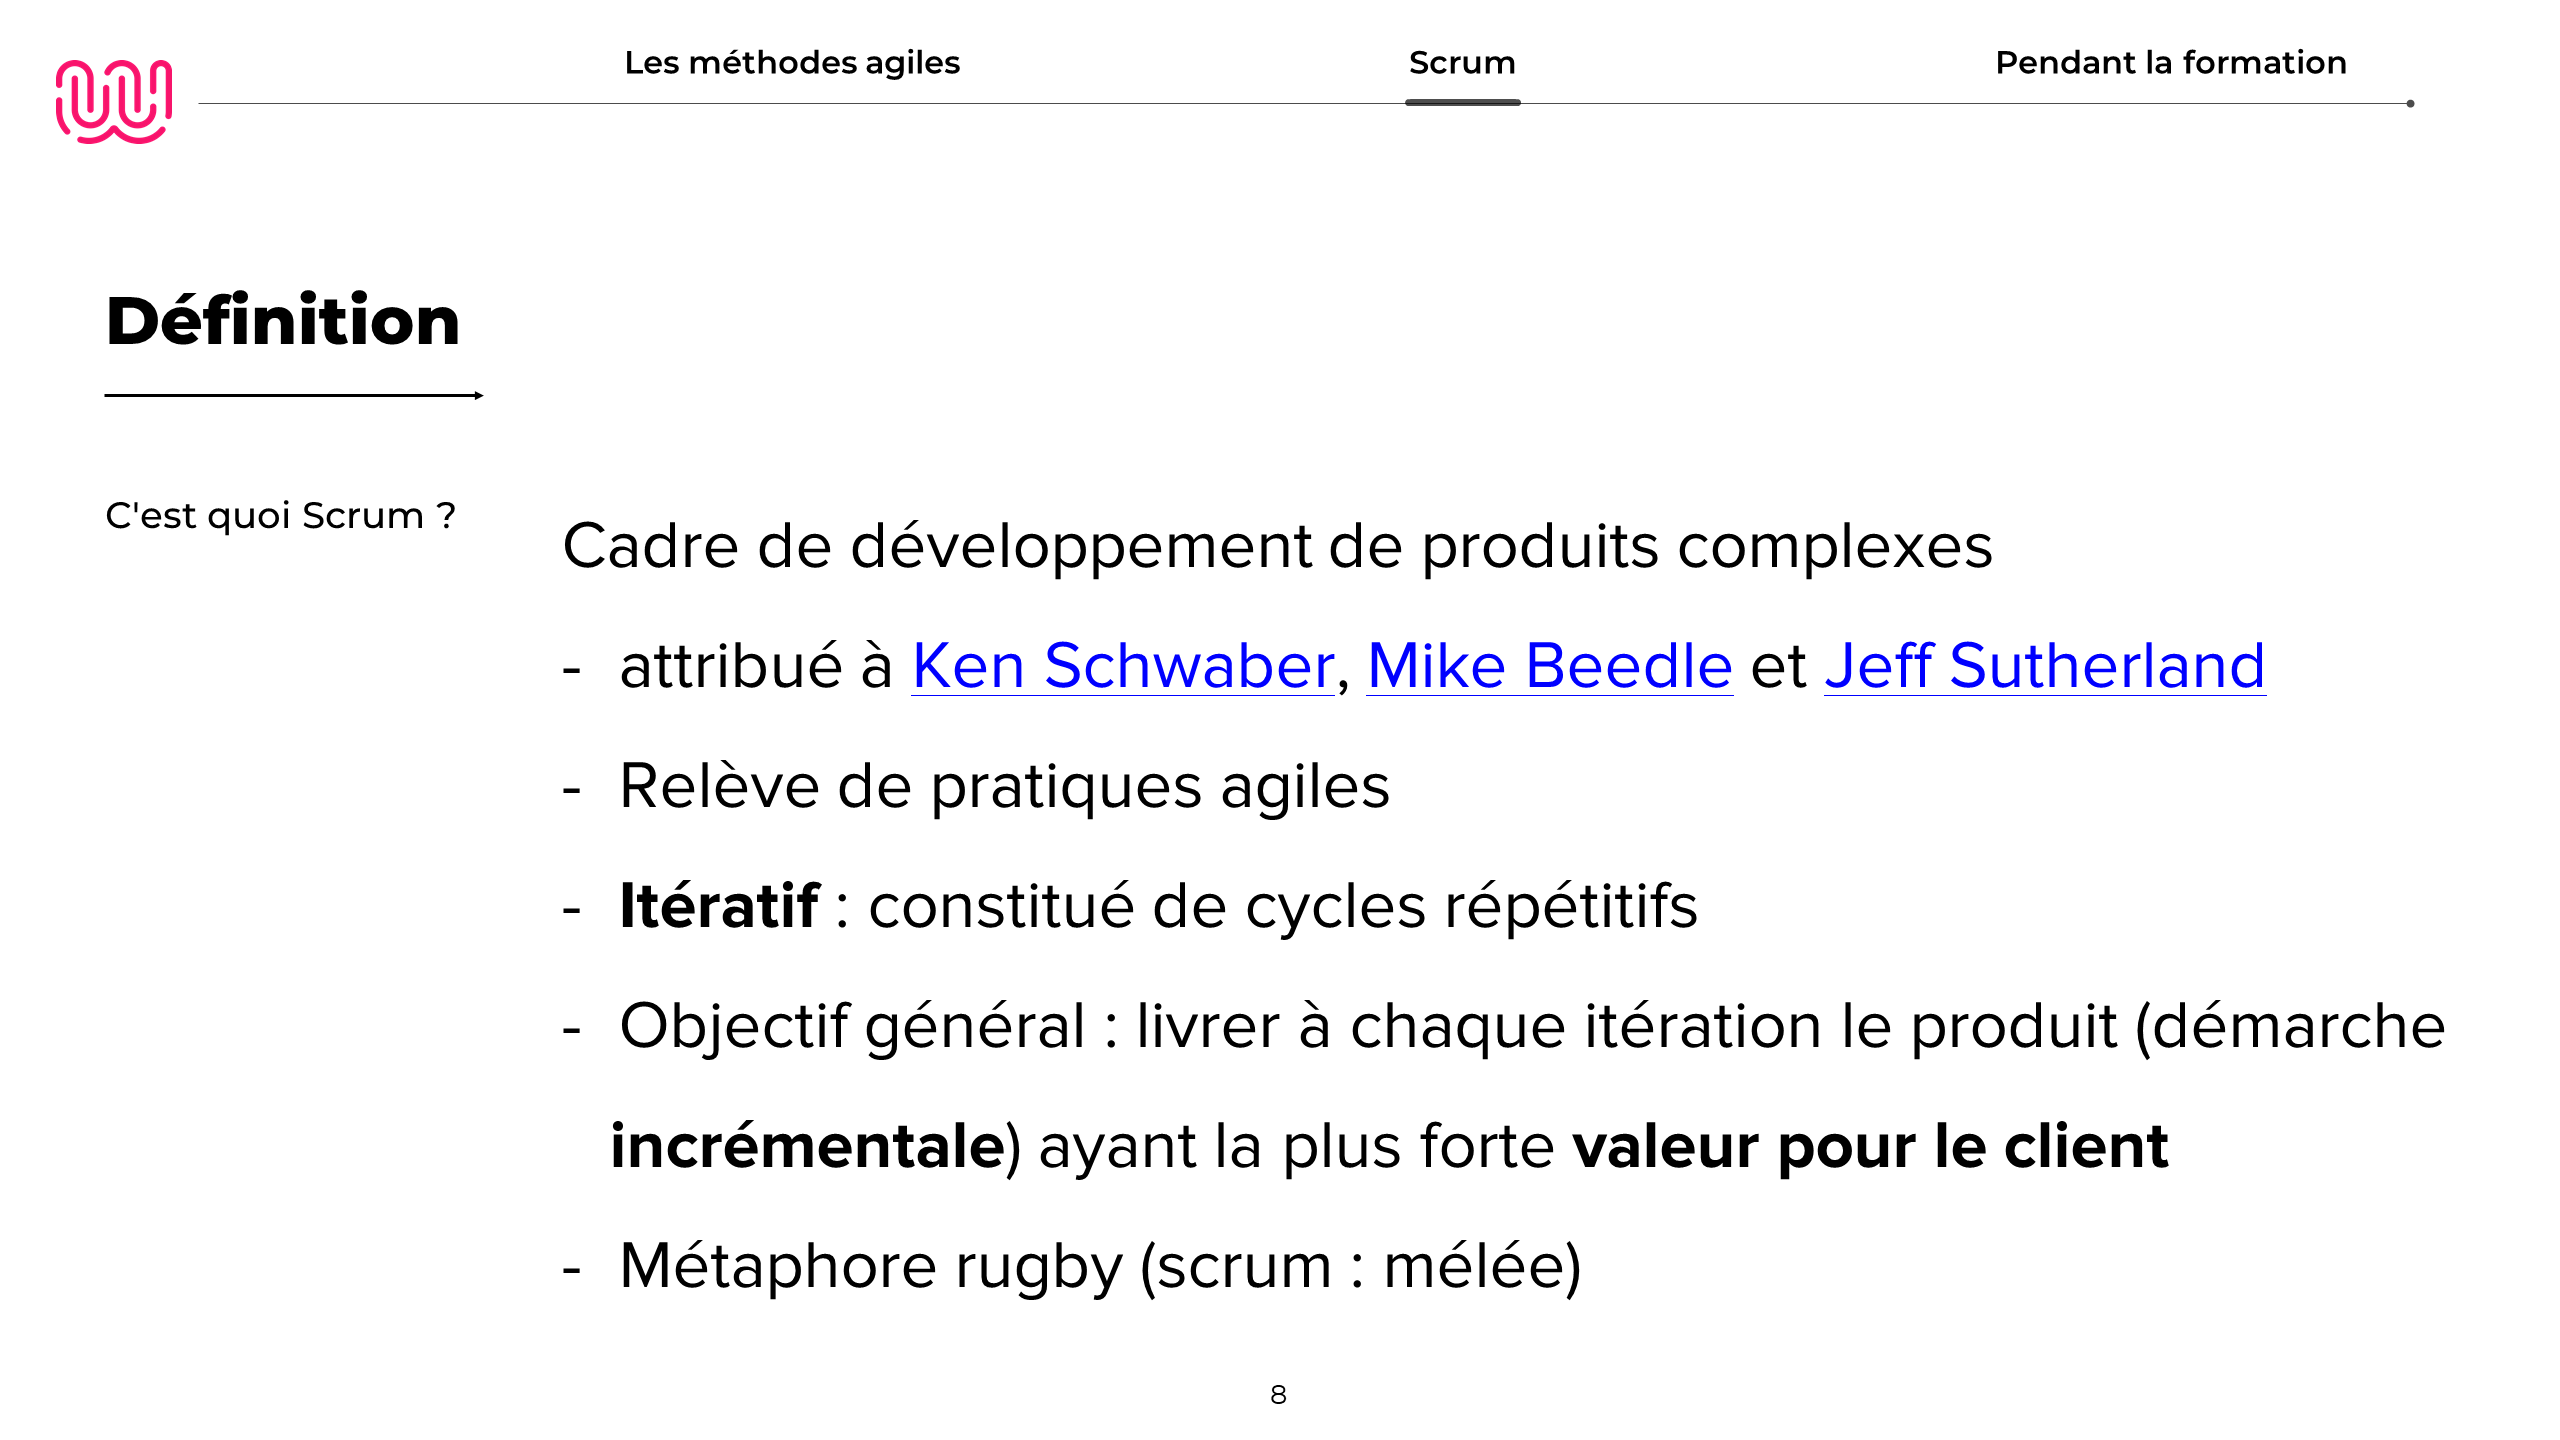 Les méthodes agiles
Scrum
Pendant la formation
Définition
C'est quoi Scrum ?
Cadre de développement de produits complexes
- attribué à Ken Schwaber, Mike Beedle et Jeff Sutherland
- Relève de pratiques agiles
- Itératif : constitué de cycles répétitifs
- Objectif général : livrer à chaque itération le produit (démarche
incrémentale) ayant la plus forte valeur pour le client
- Métaphore rugby (scrum : mélée)
8